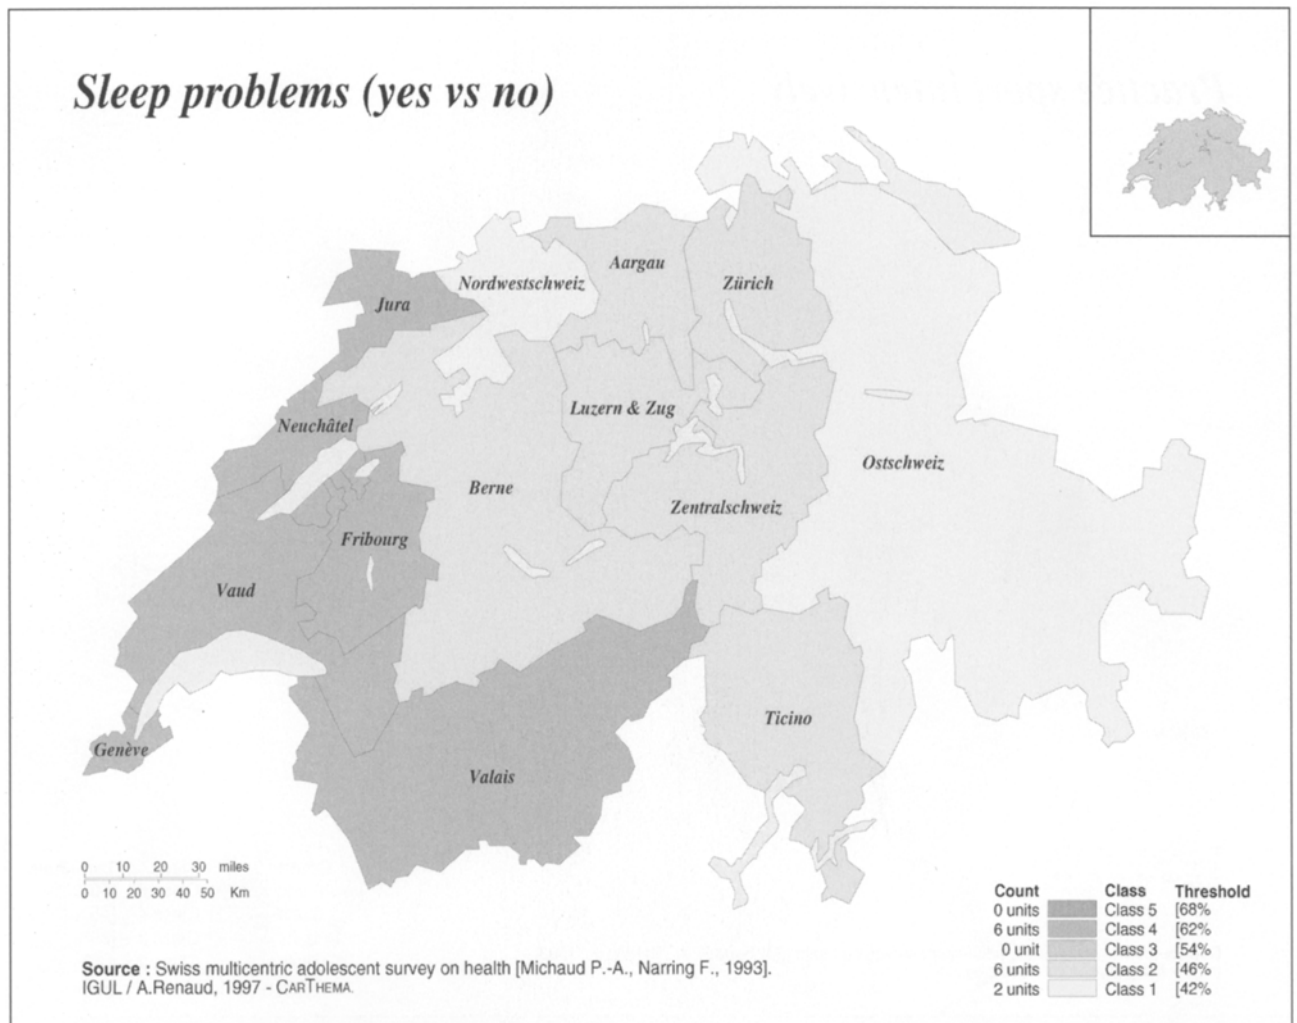 Sleep problems (yes vs no)
Aargau
Nordwestschweiz
Zürich
Jura
Luzern & Zug
Neuchâtel
Ostschweiz
Berne
Zentralschweiz
Fribourg
Vaud
Ticino
Genève
Valais
0 10 20 30 miles
0 10 20 30 40 50 Km
Count Class Threshold
0 units Class 5 [68%
6 units Class 4 [62%
0 unit Class 3 [54%
6 units Class 2 [46%
2 units Class 1 [42%
Source : Swiss multicentric adolescent survey on health [Michaud P.-A., Narring F., 1993].
IGUL / A.Renaud, 1997 - CARTHEMA.